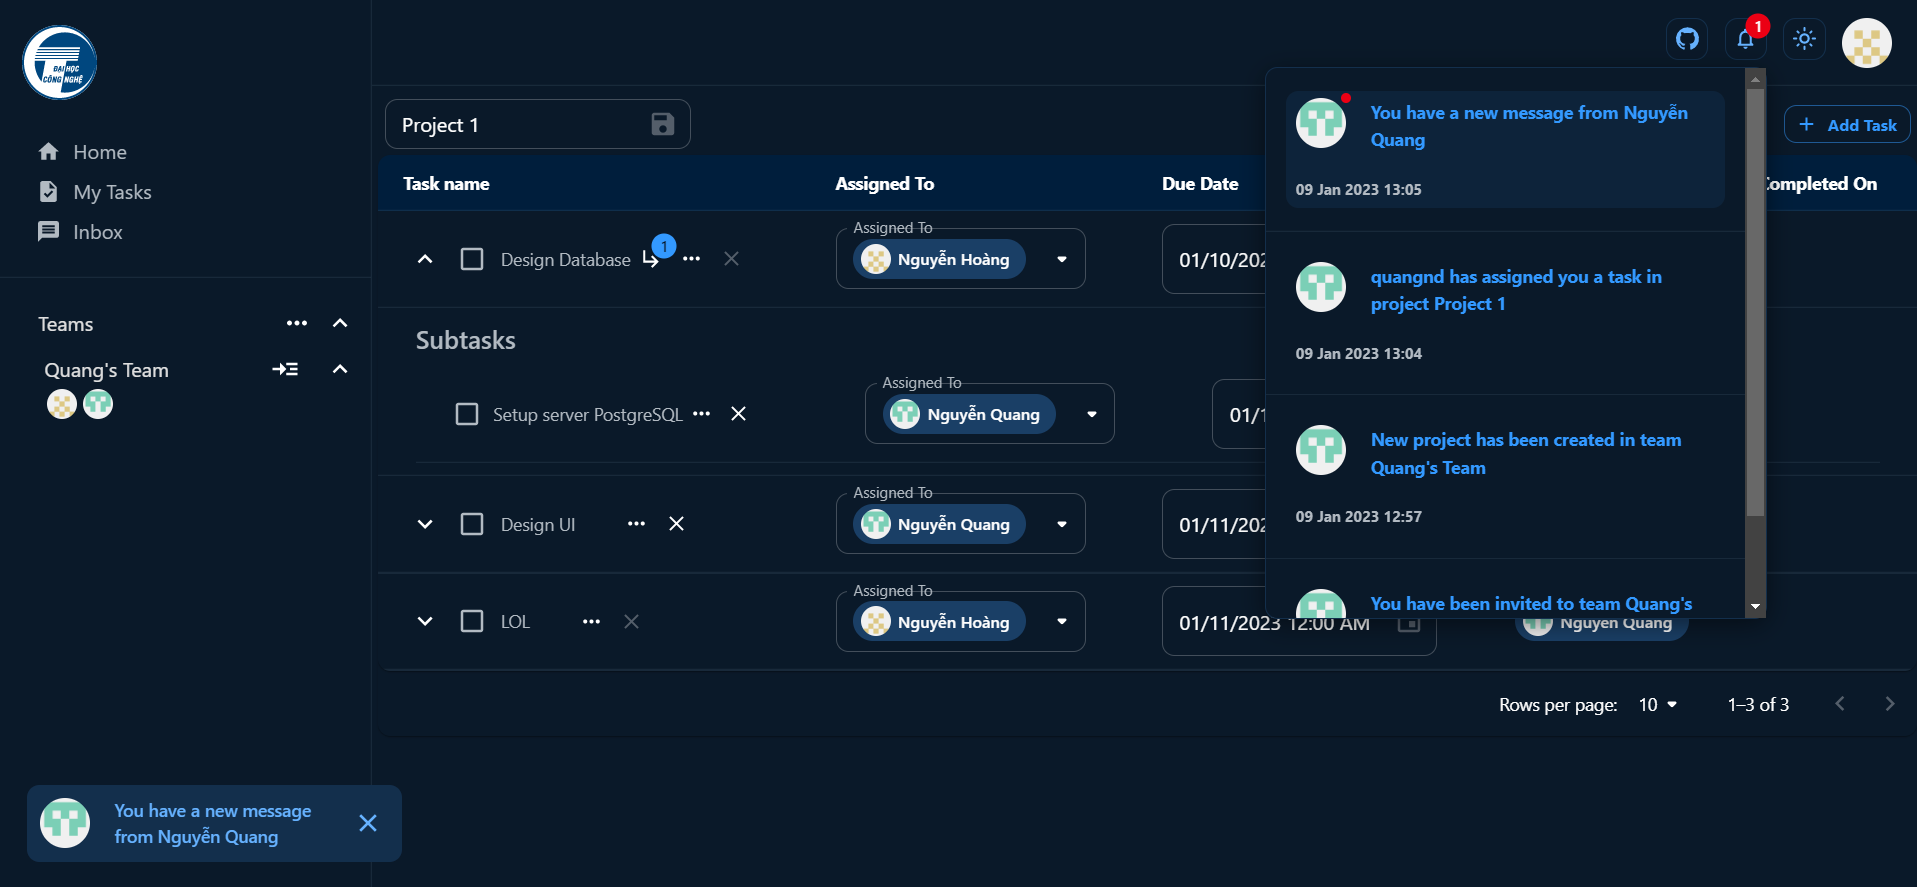 ĐẠI HỌC
CÔNG NGHỆ
Home
My Tasks
Inbox
Teams
Quang's Team
You have a new message
from Nguyễn Quang
1
Project 1
Add Task
Task name
Assigned To
Due Date
Completed On
Design Database
1
Assigned To
Nguyễn Hoàng
01/10/202
Subtasks
Setup server PostgreSQL
Assigned To
Nguyễn Quang
01/1
Design UI
Assigned To
Nguyễn Quang
01/11/202
LOL
Assigned To
Nguyễn Hoàng
01/11/2023 12:00 AM
Nguyễn Quang
Rows per page:
10
1–3 of 3
You have a new message from Nguyễn
Quang
09 Jan 2023 13:05
quangnd has assigned you a task in
project Project 1
09 Jan 2023 13:04
New project has been created in team
Quang's Team
09 Jan 2023 12:57
You have been invited to team Quang's